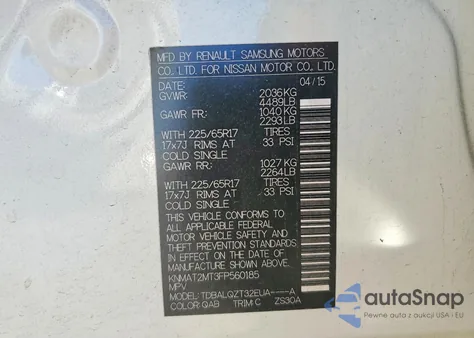 MFD BY RENAULT SAMSUNG MOTORS
CO., LTD. FOR NISSAN MOTOR CO., LTD.
DATE: 04/15
GVWR: 2036KG
4489LB
GAWR FR: 1040KG
2293LB
WITH 225/65R17 TIRES
17x7J RIMS AT 33 PSI
COLD SINGLE
GAWR RR: 1027KG
2264LB
WITH 225/65R17 TIRES
17x7J RIMS AT 33 PSI
COLD SINGLE
THIS VEHICLE CONFORMS TO ALL
APPLICABLE FEDERAL
MOTOR VEHICLE SAFETY AND
THEFT PREVENTION STANDARDS
IN EFFECT ON THE DATE OF
MANUFACTURE SHOWN ABOVE.
KNMAT2MT3FP560185
MPV
MODEL: TDBALQZT32EUA----A
COLOR: QAB TRIM: C ZS30A
autoSnap
Car Auctions in USA / EU